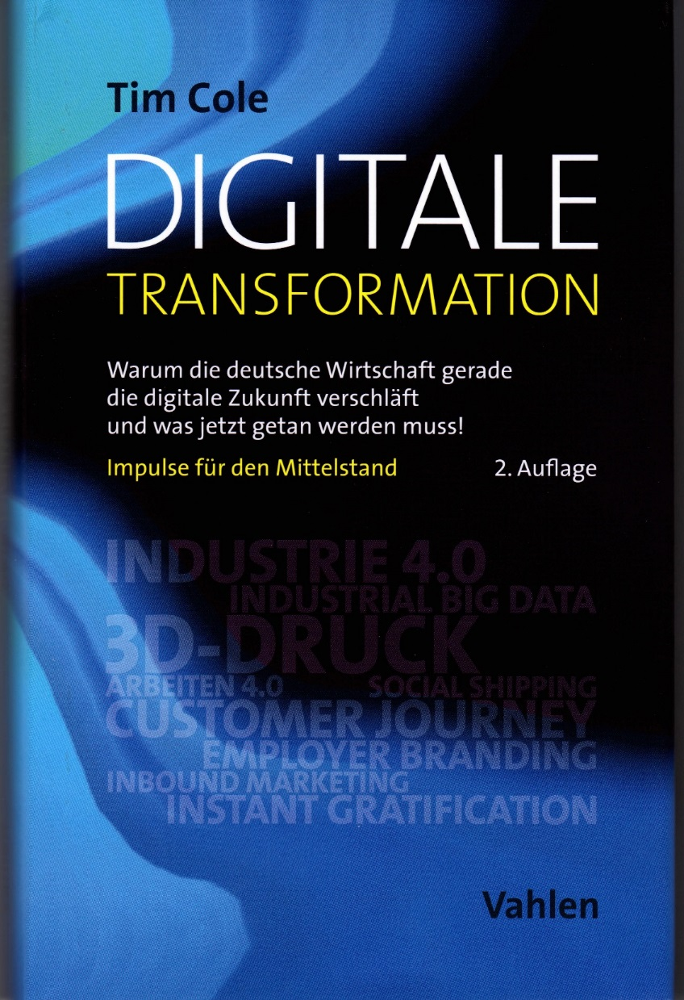 Tim Cole
DIGITALE
TRANSFORMATION
Warum die deutsche Wirtschaft gerade
die digitale Zukunft verschläft
und was jetzt getan werden muss!
Impulse für den Mittelstand 2. Auflage
INDUSTRIE 4.0
INDUSTRIAL BIG DATA
3D-DRUCK
ARBEITEN 4.0 SOCIAL SHIPPING
CUSTOMER JOURNEY
EMPLOYER BRANDING
INBOUND MARKETING
INSTANT GRATIFICATION
Vahlen